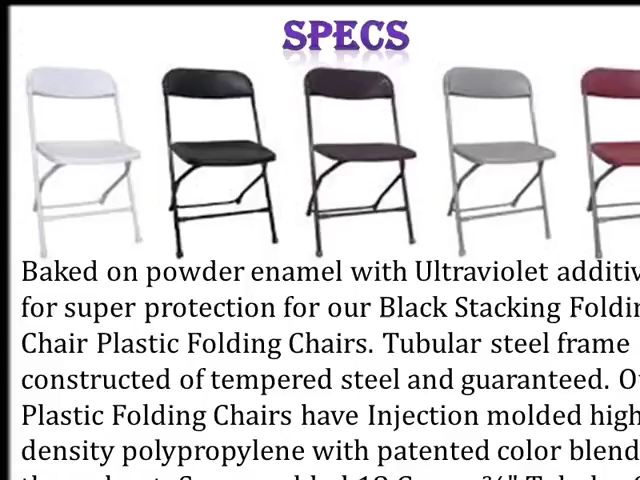 SPECS
Baked on powder enamel with Ultraviolet additiv
for super protection for our Black Stacking Foldin
Chair Plastic Folding Chairs. Tubular steel frame
constructed of tempered steel and guaranteed. O
Plastic Folding Chairs have Injection molded high
density polypropylene with patented color blend